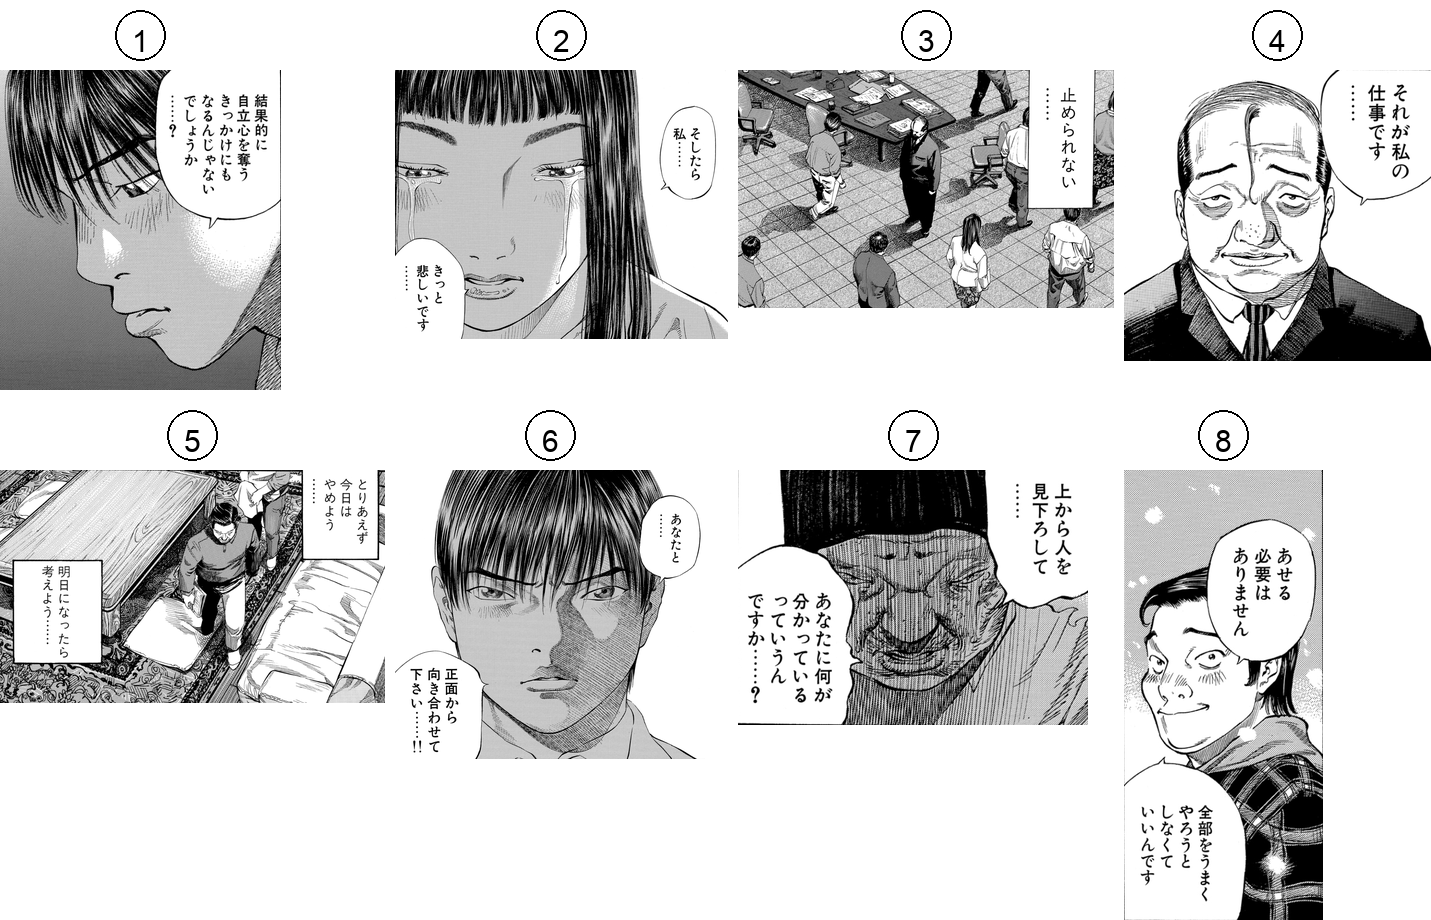 1
結果的に
自立心を奪う
きっかけにも
なるんじゃない
でしょうか
……?
2
そしたら
私……
きっと
悲しいです
……
3
止められない
……
4
それが私の
仕事です
……
5
とりあえず
今日は
やめよう
……
明日になったら
考えよう……
6
あなたと
……
正面から
向き合わせて
下さい……!!
7
上から人を
見下ろして
……
あなたに何が
分かっている
っていうん
ですか……?
8
あせる
必要は
ありません
全部をうまく
やろうと
しなくて
いいんです